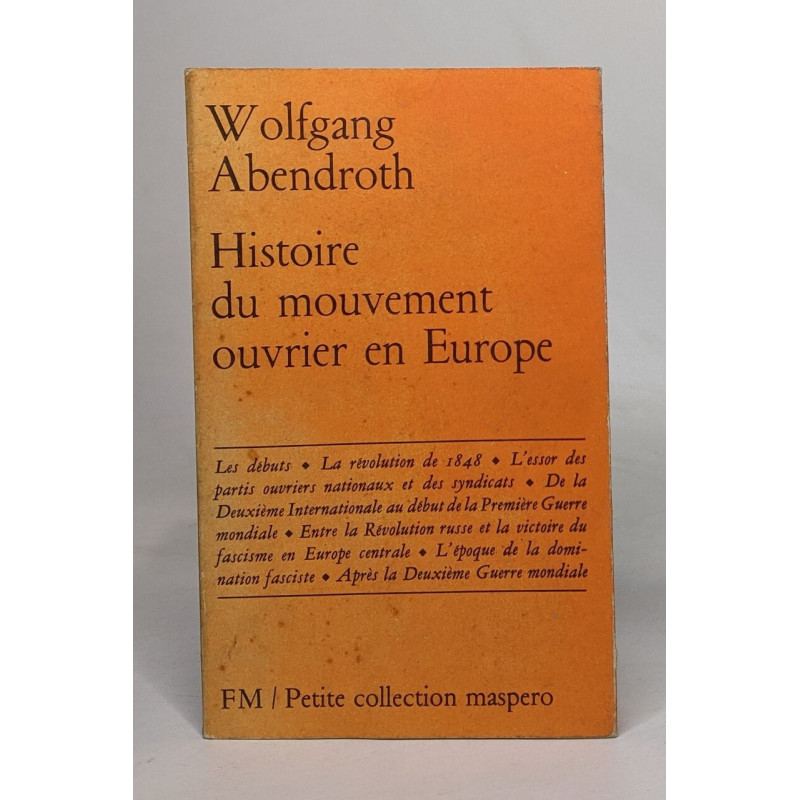 Wolfgang
Abendroth
Histoire
du mouvement
ouvrier en Europe
Les débuts ◆ La révolution de 1848 ◆ L'essor des
partis ouvriers nationaux et des syndicats ◆ De la
Deuxième Internationale au début de la Première Guerre
mondiale ◆ Entre la Révolution russe et la victoire du
fascisme en Europe centrale ◆ L'époque de la domi-
nation fasciste ◆ Après la Deuxième Guerre mondiale
FM / Petite collection maspero